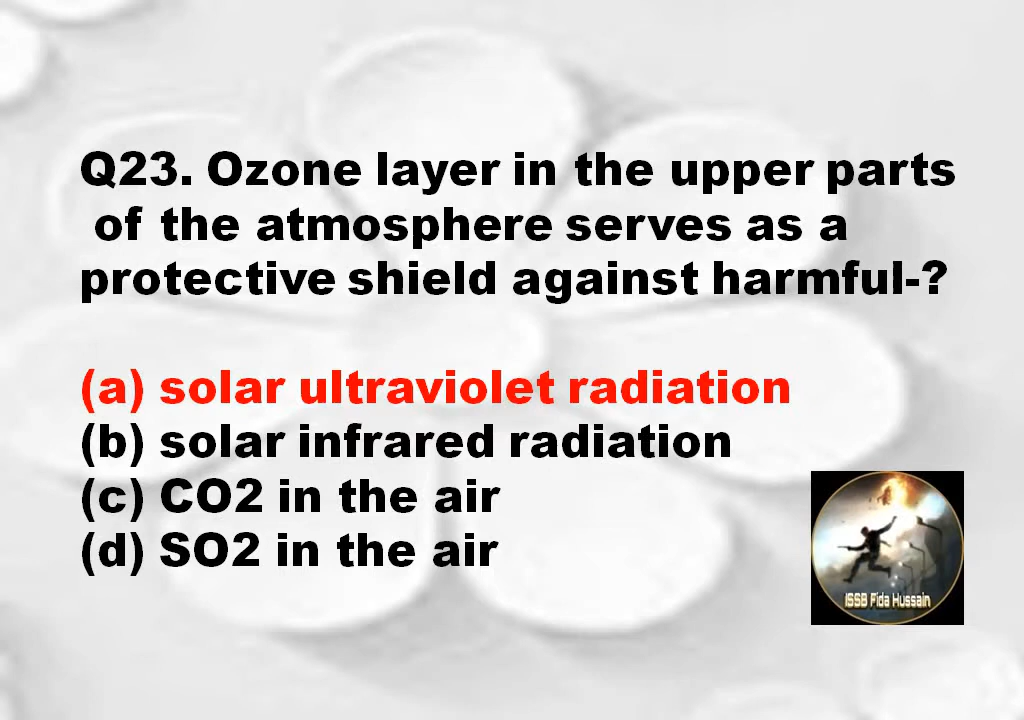 Q23. Ozone layer in the upper parts
of the atmosphere serves as a
protective shield against harmful-?
(a) solar ultraviolet radiation
(b) solar infrared radiation
(c) CO2 in the air
(d) SO2 in the air
ISSB Fida Hussain